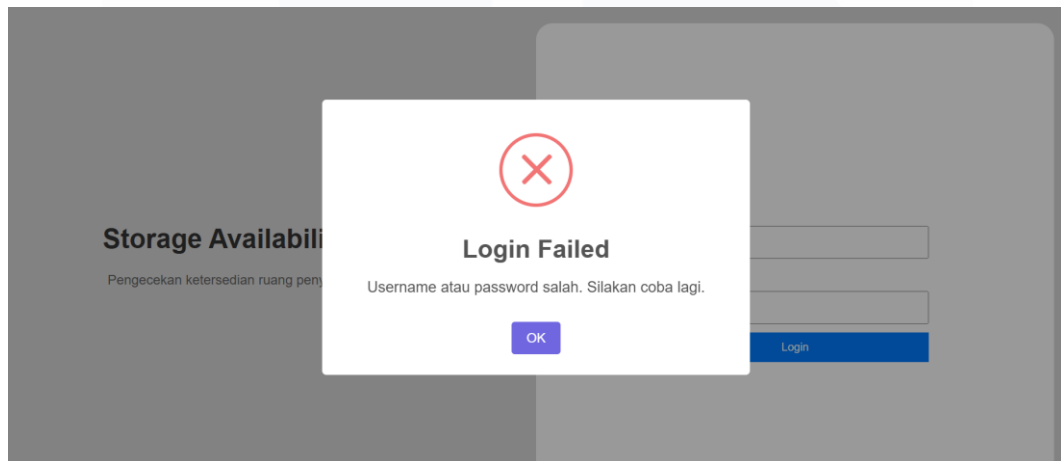 Storage Availabili
Pengecekan ketersedian ruang peny
Login Failed
Username atau password salah. Silakan coba lagi.
OK
Login